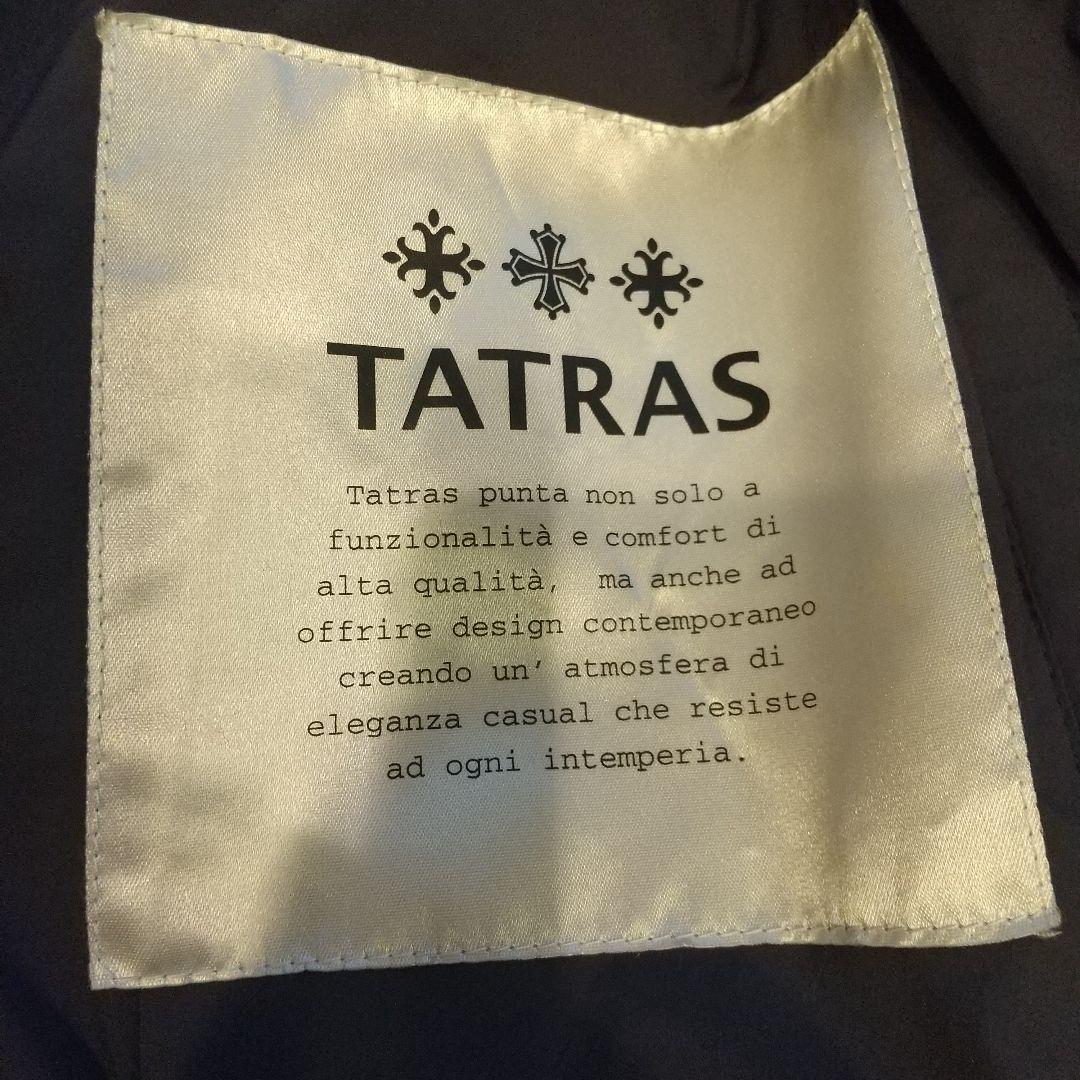 TATRAS
Tatras punta non solo a
funzionalità e comfort di
alta qualità, ma anche ad
offrire design contemporaneo
creando un’ atmosfera di
eleganza casual che resiste
ad ogni intemperia.